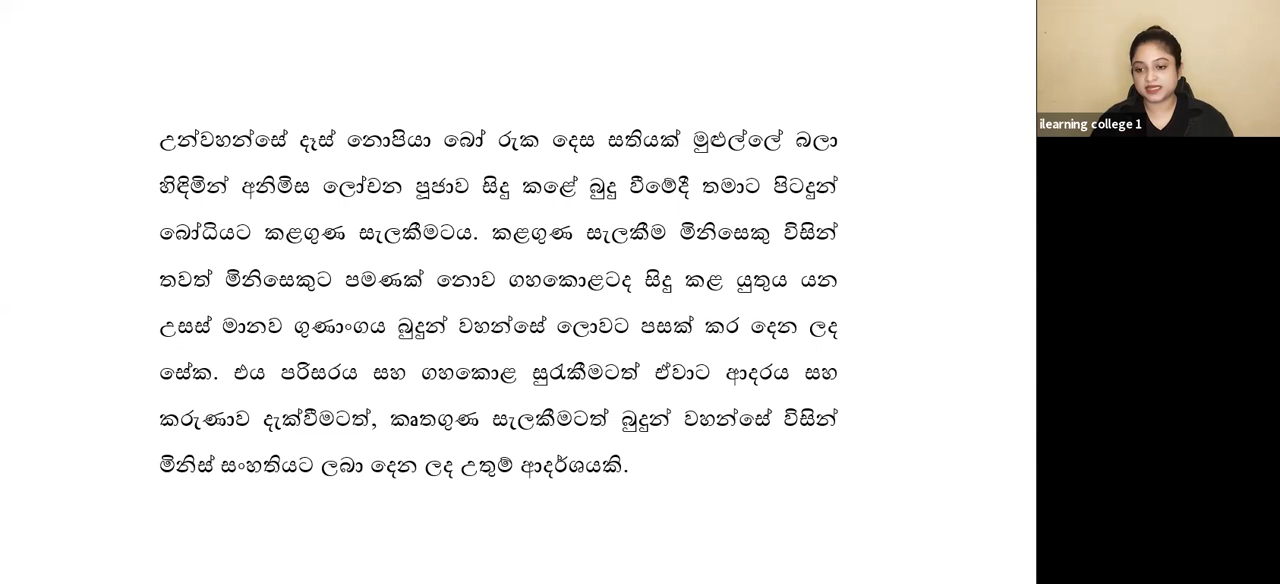 උන්වහන්සේ දෑස් නොපියා බෝ රුක දෙස සතියක් මුළුල්ලේ බලා
හිඳිමින් අනිමිස ලෝචන පූජාව සිදු කළේ බුදු වීමේදී තමාට පිටදුන්
බෝධියට කළගුණ සැලකීමටය. කළගුණ සැලකීම මිනිසෙකු විසින්
තවත් මිනිසෙකුට පමණක් නොව ගහකොළටද සිදු කළ යුතුය යන
උසස් මානව ගුණාංගය බුදුන් වහන්සේ ලොවට පසක් කර දෙන ලද
සේක. එය පරිසරය සහ ගහකොළ සුරැකීමටත් ඒවාට ආදරය සහ
කරුණාව දැක්වීමටත්, කෘතගුණ සැලකීමටත් බුදුන් වහන්සේ විසින්
මිනිස් සංහතියට ලබා දෙන ලද උතුම් ආදර්ශයකි.
ilearning college 1